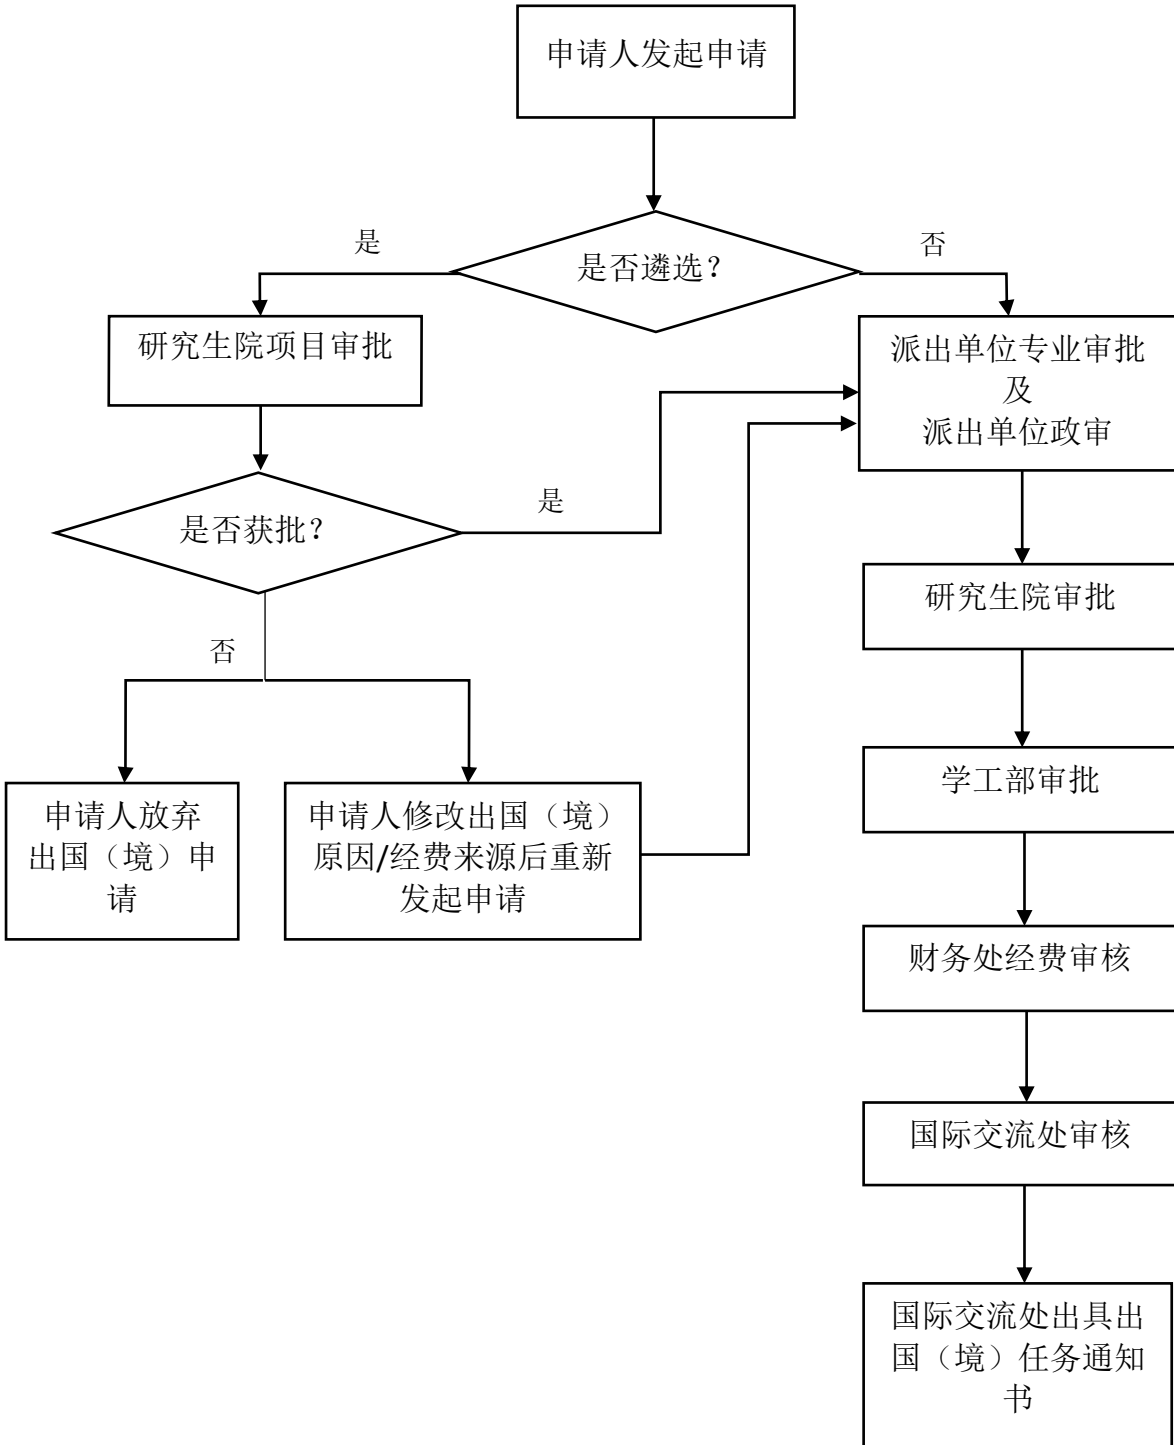 申请人发起申请
是否遴选？
是
否
研究生院项目审批
派出单位专业审批
及
派出单位政审
是否获批？
是
否
研究生院审批
学工部审批
申请人放弃
出国（境）申
请
申请人修改出国（境）
原因/经费来源后重新
发起申请
财务处经费审核
国际交流处审核
国际交流处出具出
国（境）任务通知
书